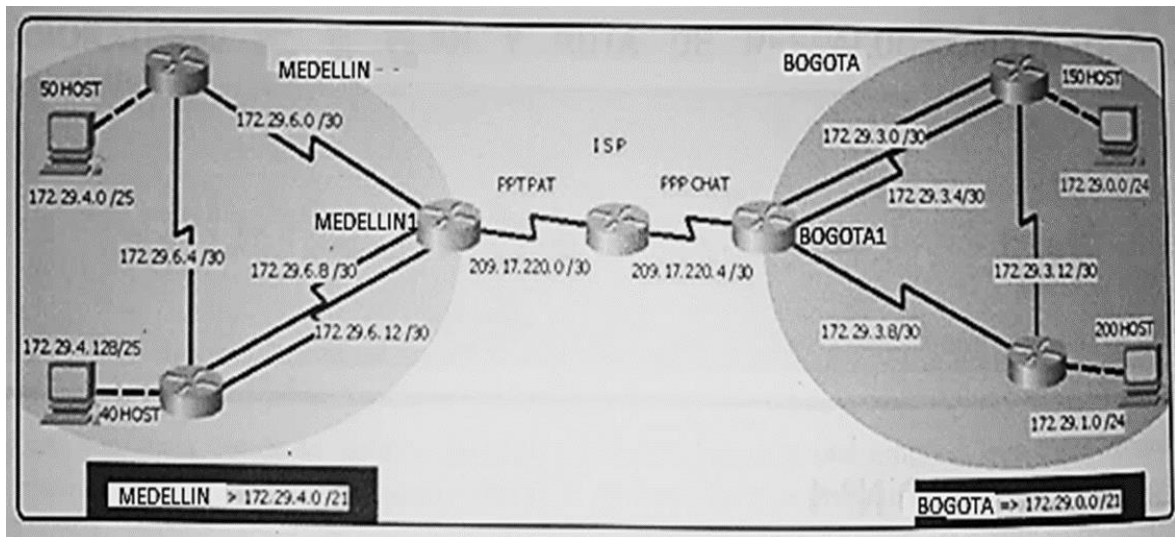 MEDELLIN --
50 HOST
172.29.6.0 /30
172.29.4.0 /25
172.29.6.4 /30
172.29.6.8 /30
172.29.6.12 /30
172.29.4.128/25
40 HOST
MEDELLIN1
PPTPAT
209.17.220.0/30
ISP
PPP CHAT
209.17.220.4/30
BOGOTA
BOGOTA1
150 HOST
172.29.3.0/30
172.29.3.4/30
172.29.0.0/24
172.29.3.12/30
172.29.3.8/30
200 HOST
172.29.1.0/24
MEDELLIN > 172.29.4.0 /21
BOGOTA => 172.29.0.0/21